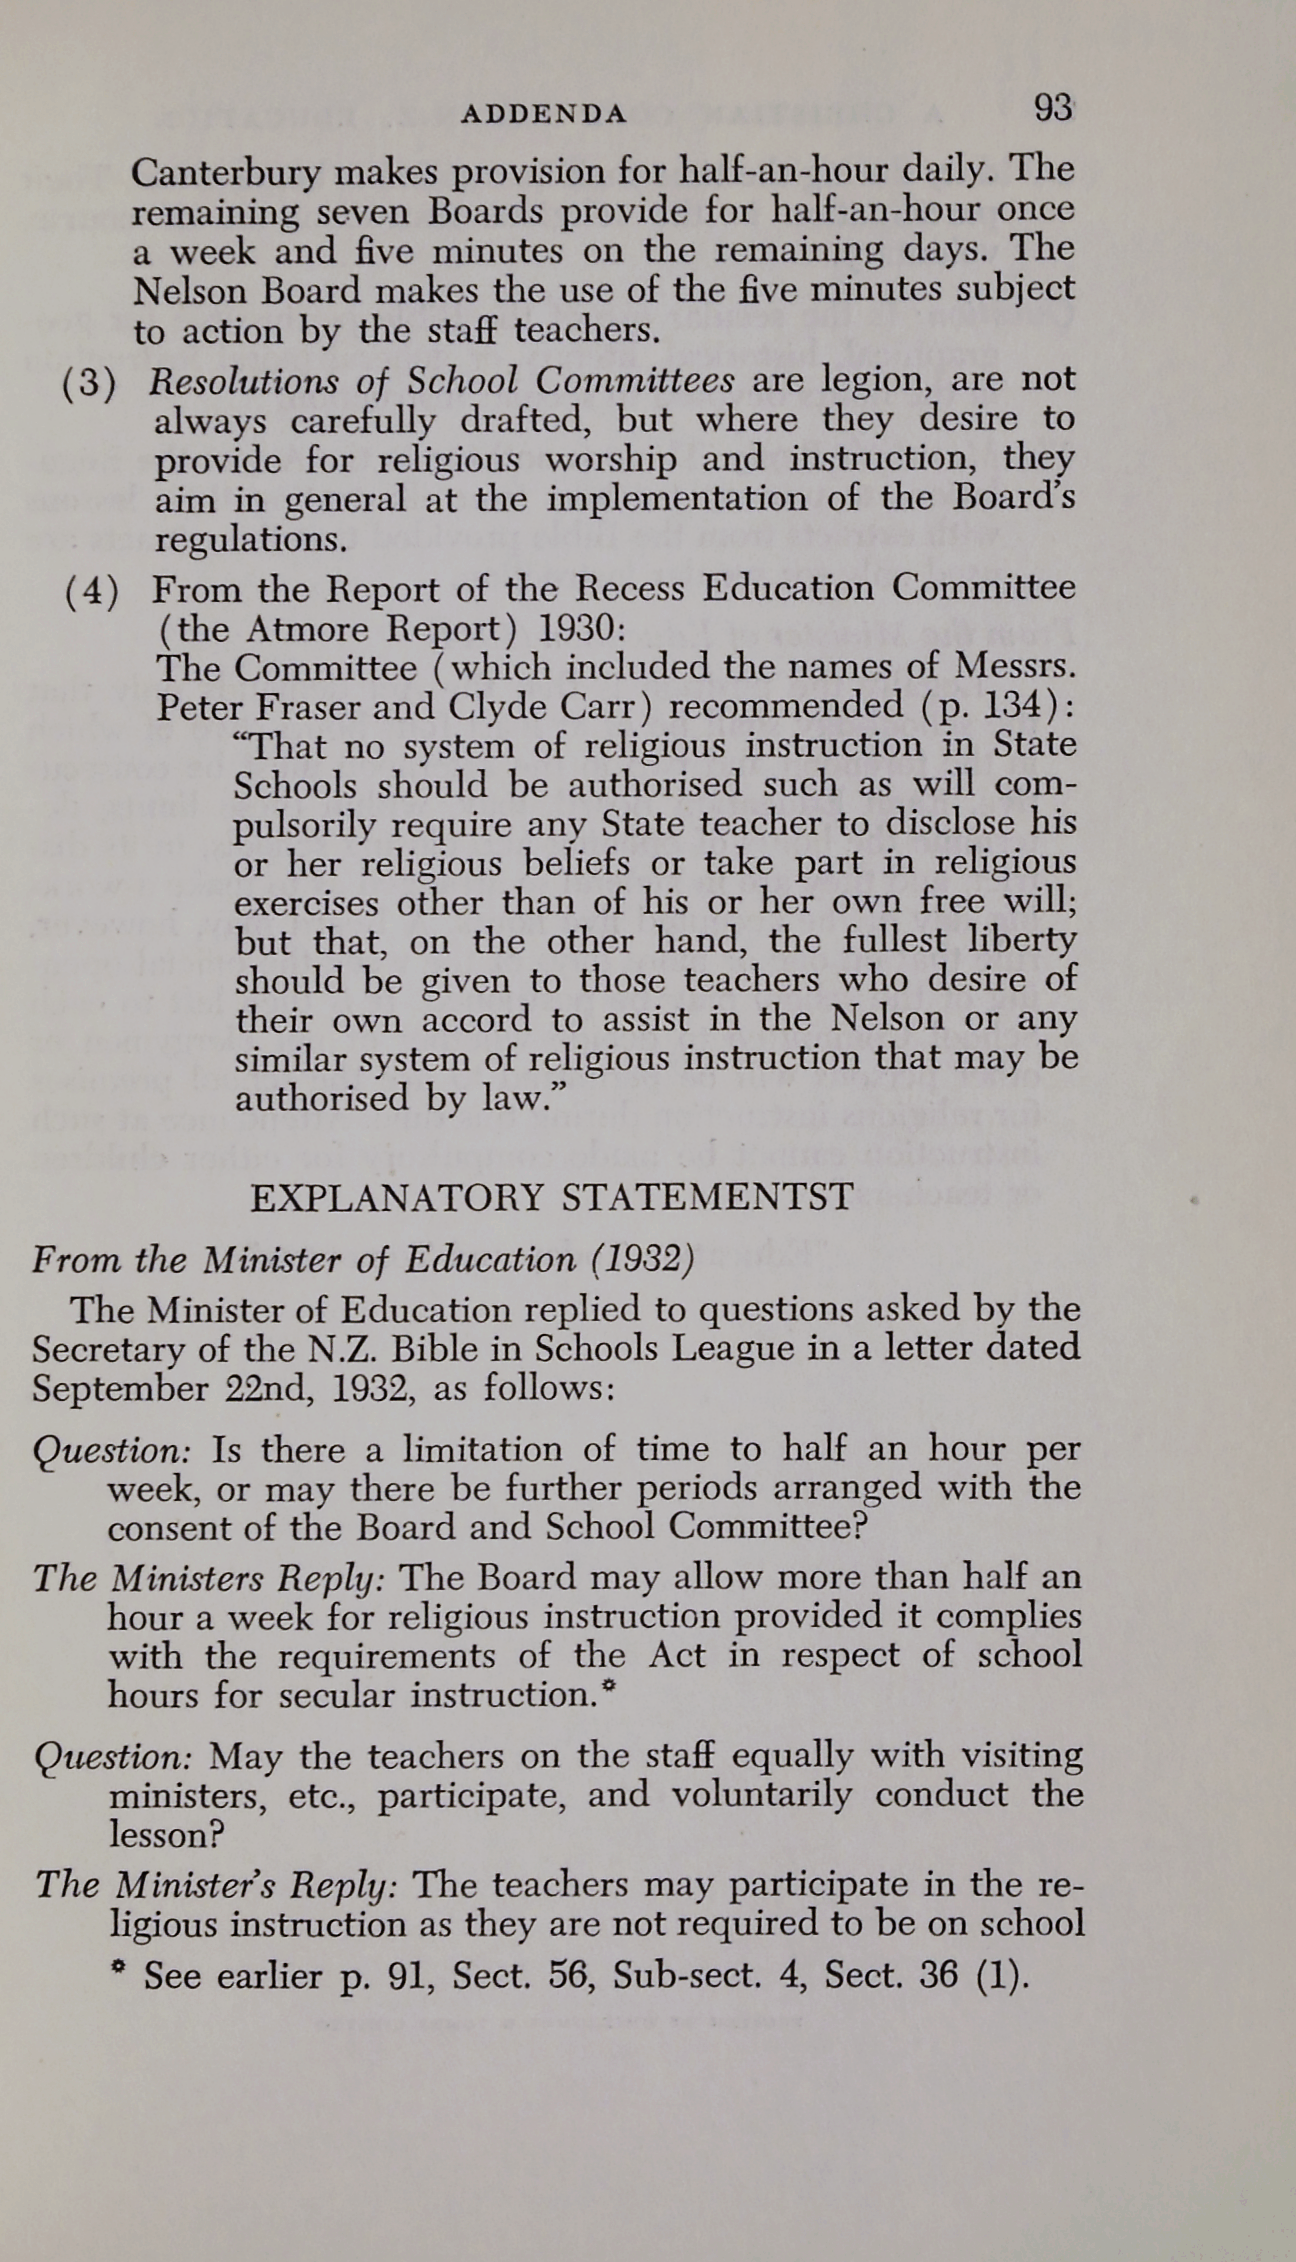 ADDENDA 93
Canterbury makes provision for half-an-hour daily. The
remaining seven Boards provide for half-an-hour once
a week and five minutes on the remaining days. The
Nelson Board makes the use of the five minutes subject
to action by the staff teachers.
(3) Resolutions of School Committees are legion, are not
always carefully drafted, but where they desire to
provide for religious worship and instruction, they
aim in general at the implementation of the Board's
regulations.
(4) From the Report of the Recess Education Committee
(the Atmore Report) 1930:
The Committee (which included the names of Messrs.
Peter Fraser and Clyde Carr) recommended (p. 134):
“That no system of religious instruction in State
Schools should be authorised such as will com-
pulsorily require any State teacher to disclose his
or her religious beliefs or take part in religious
exercises other than of his or her own free will;
but that, on the other hand, the fullest liberty
should be given to those teachers who desire of
their own accord to assist in the Nelson or any
similar system of religious instruction that may be
authorised by law.”
EXPLANATORY STATEMENTST
From the Minister of Education (1932)
The Minister of Education replied to questions asked by the
Secretary of the N.Z. Bible in Schools League in a letter dated
September 22nd, 1932, as follows:
Question: Is there a limitation of time to half an hour per
week, or may there be further periods arranged with the
consent of the Board and School Committee?
The Ministers Reply: The Board may allow more than half an
hour a week for religious instruction provided it complies
with the requirements of the Act in respect of school
hours for secular instruction.*
Question: May the teachers on the staff equally with visiting
ministers, etc., participate, and voluntarily conduct the
lesson?
The Minister's Reply: The teachers may participate in the re-
ligious instruction as they are not required to be on school
* See earlier p. 91, Sect. 56, Sub-sect. 4, Sect. 36 (1).